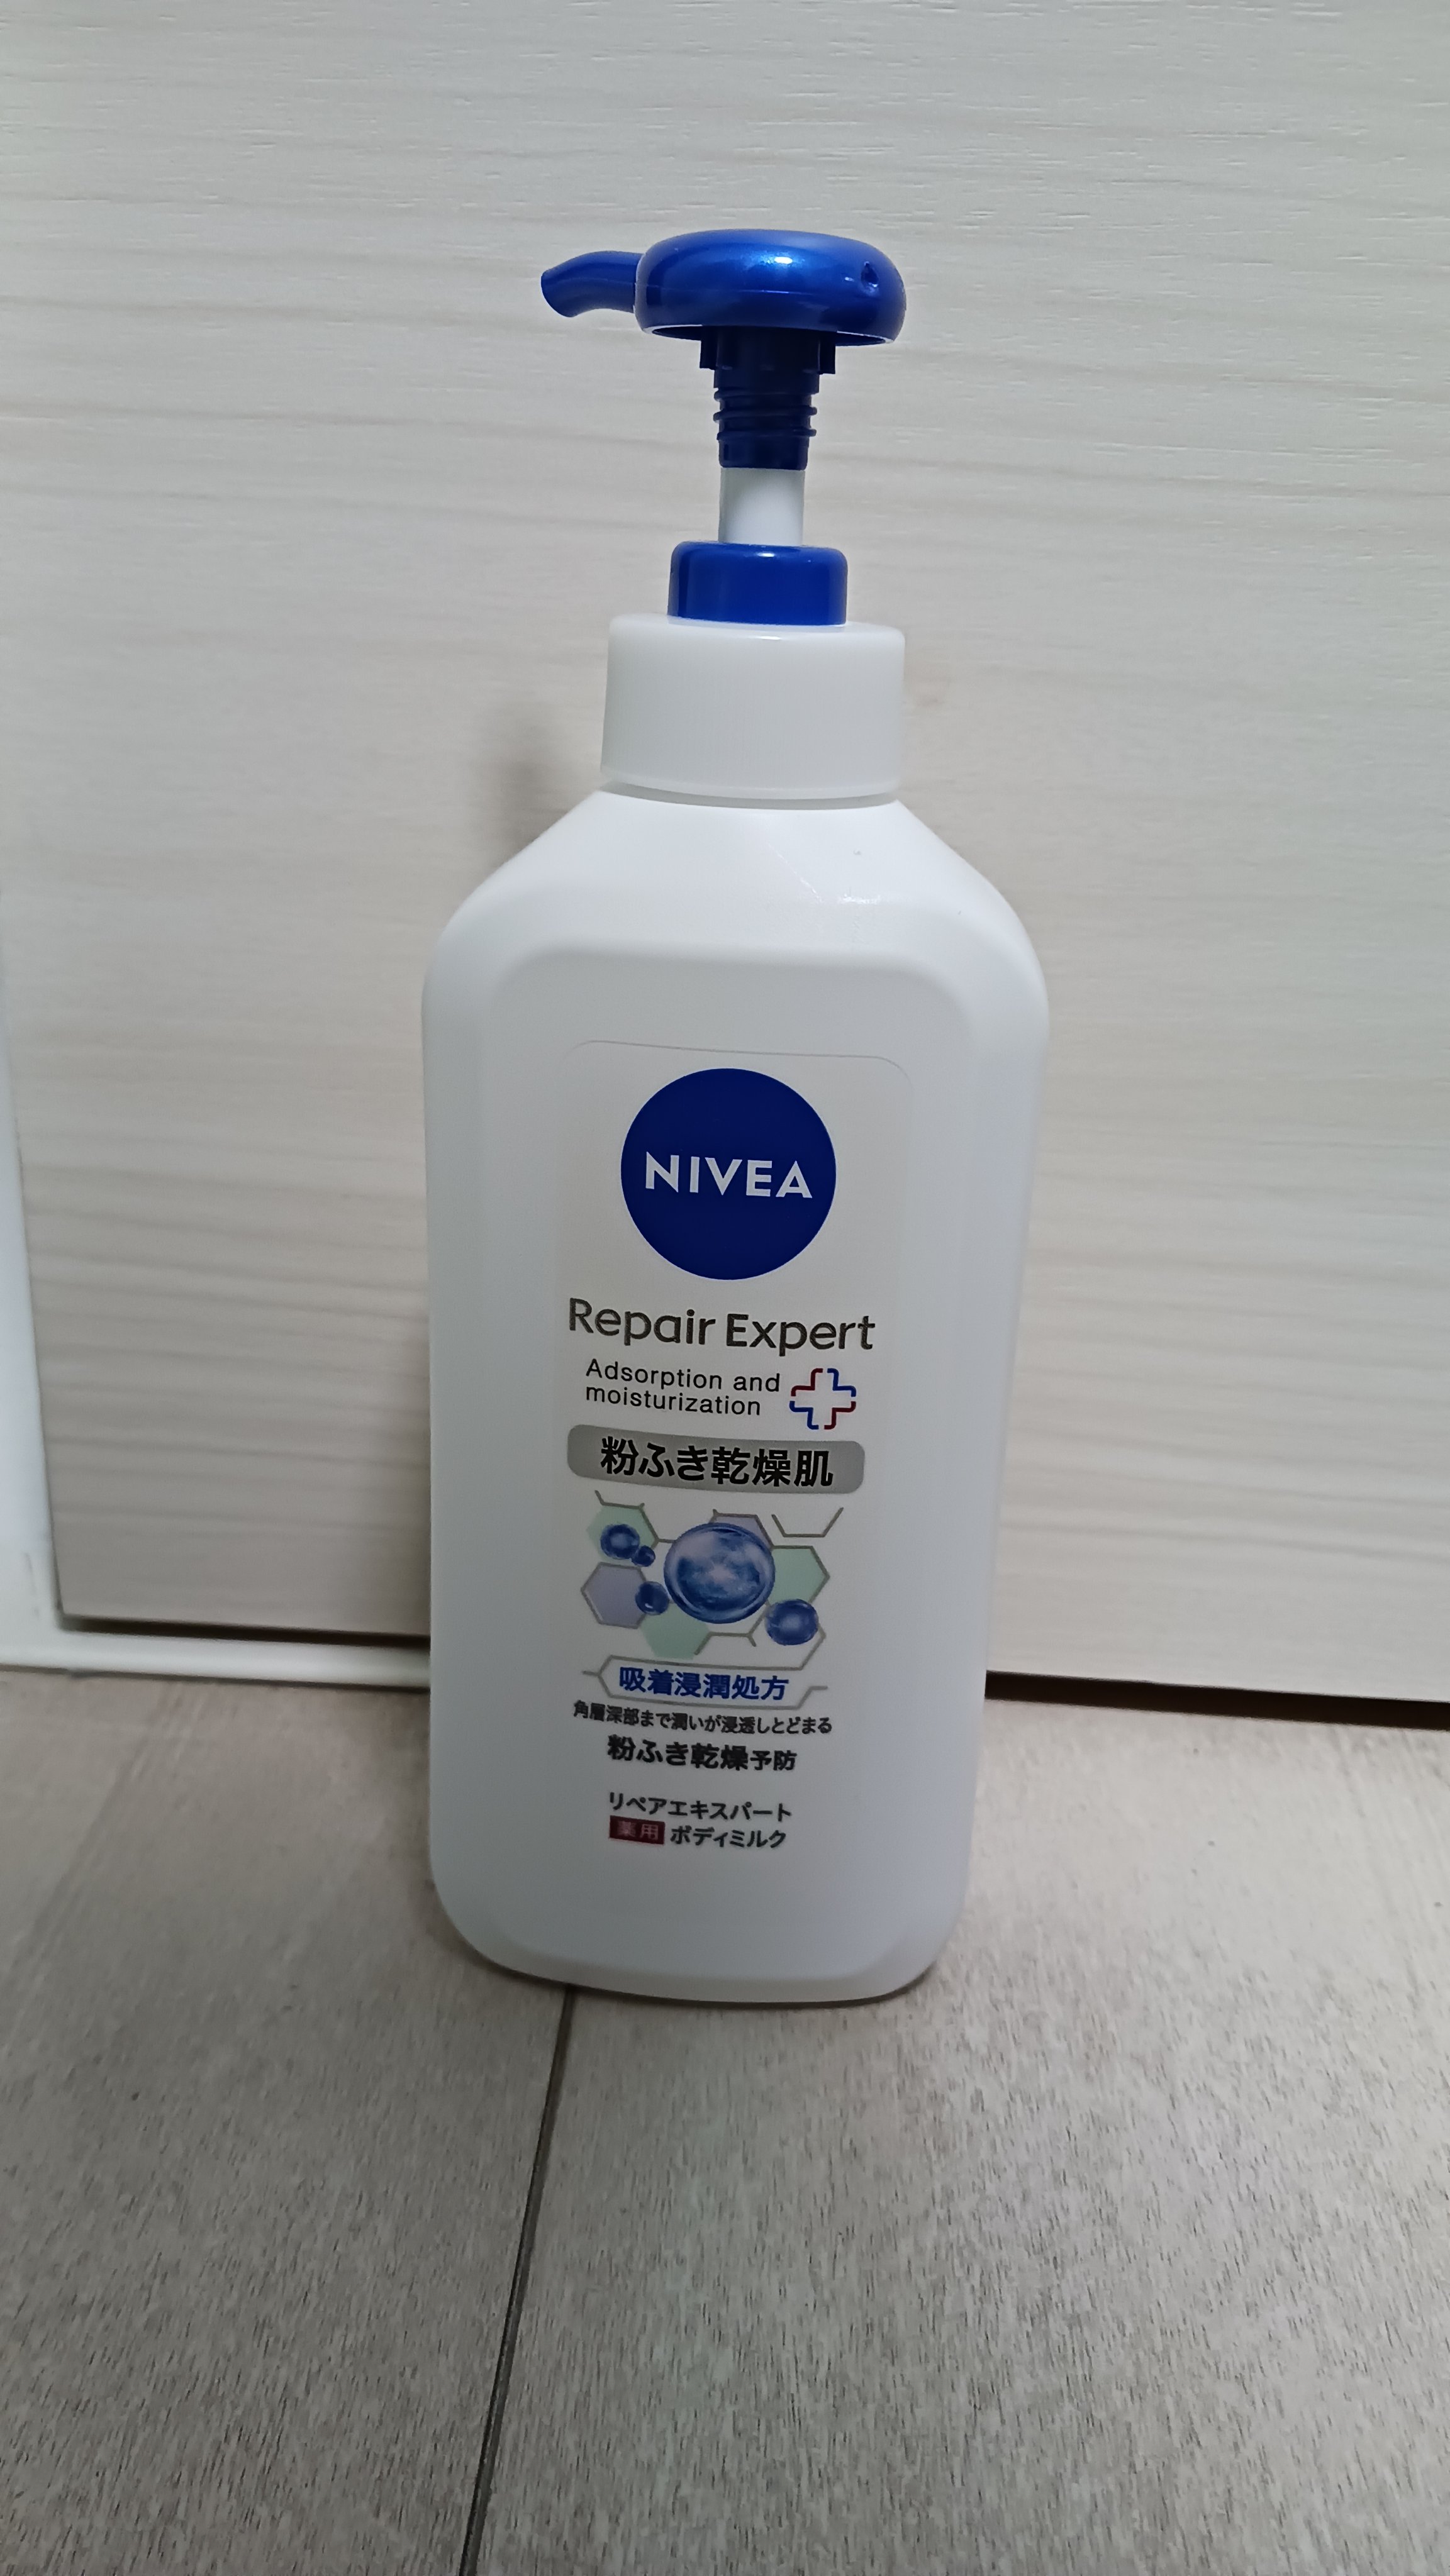 NIVEA
Repair Expert
Adsorption and
moisturization
粉ふき乾燥肌
吸着浸潤処方
角層深部まで潤いが浸透しとどまる
粉ふき乾燥予防
リペアエキスパート
薬用 ボディミルク